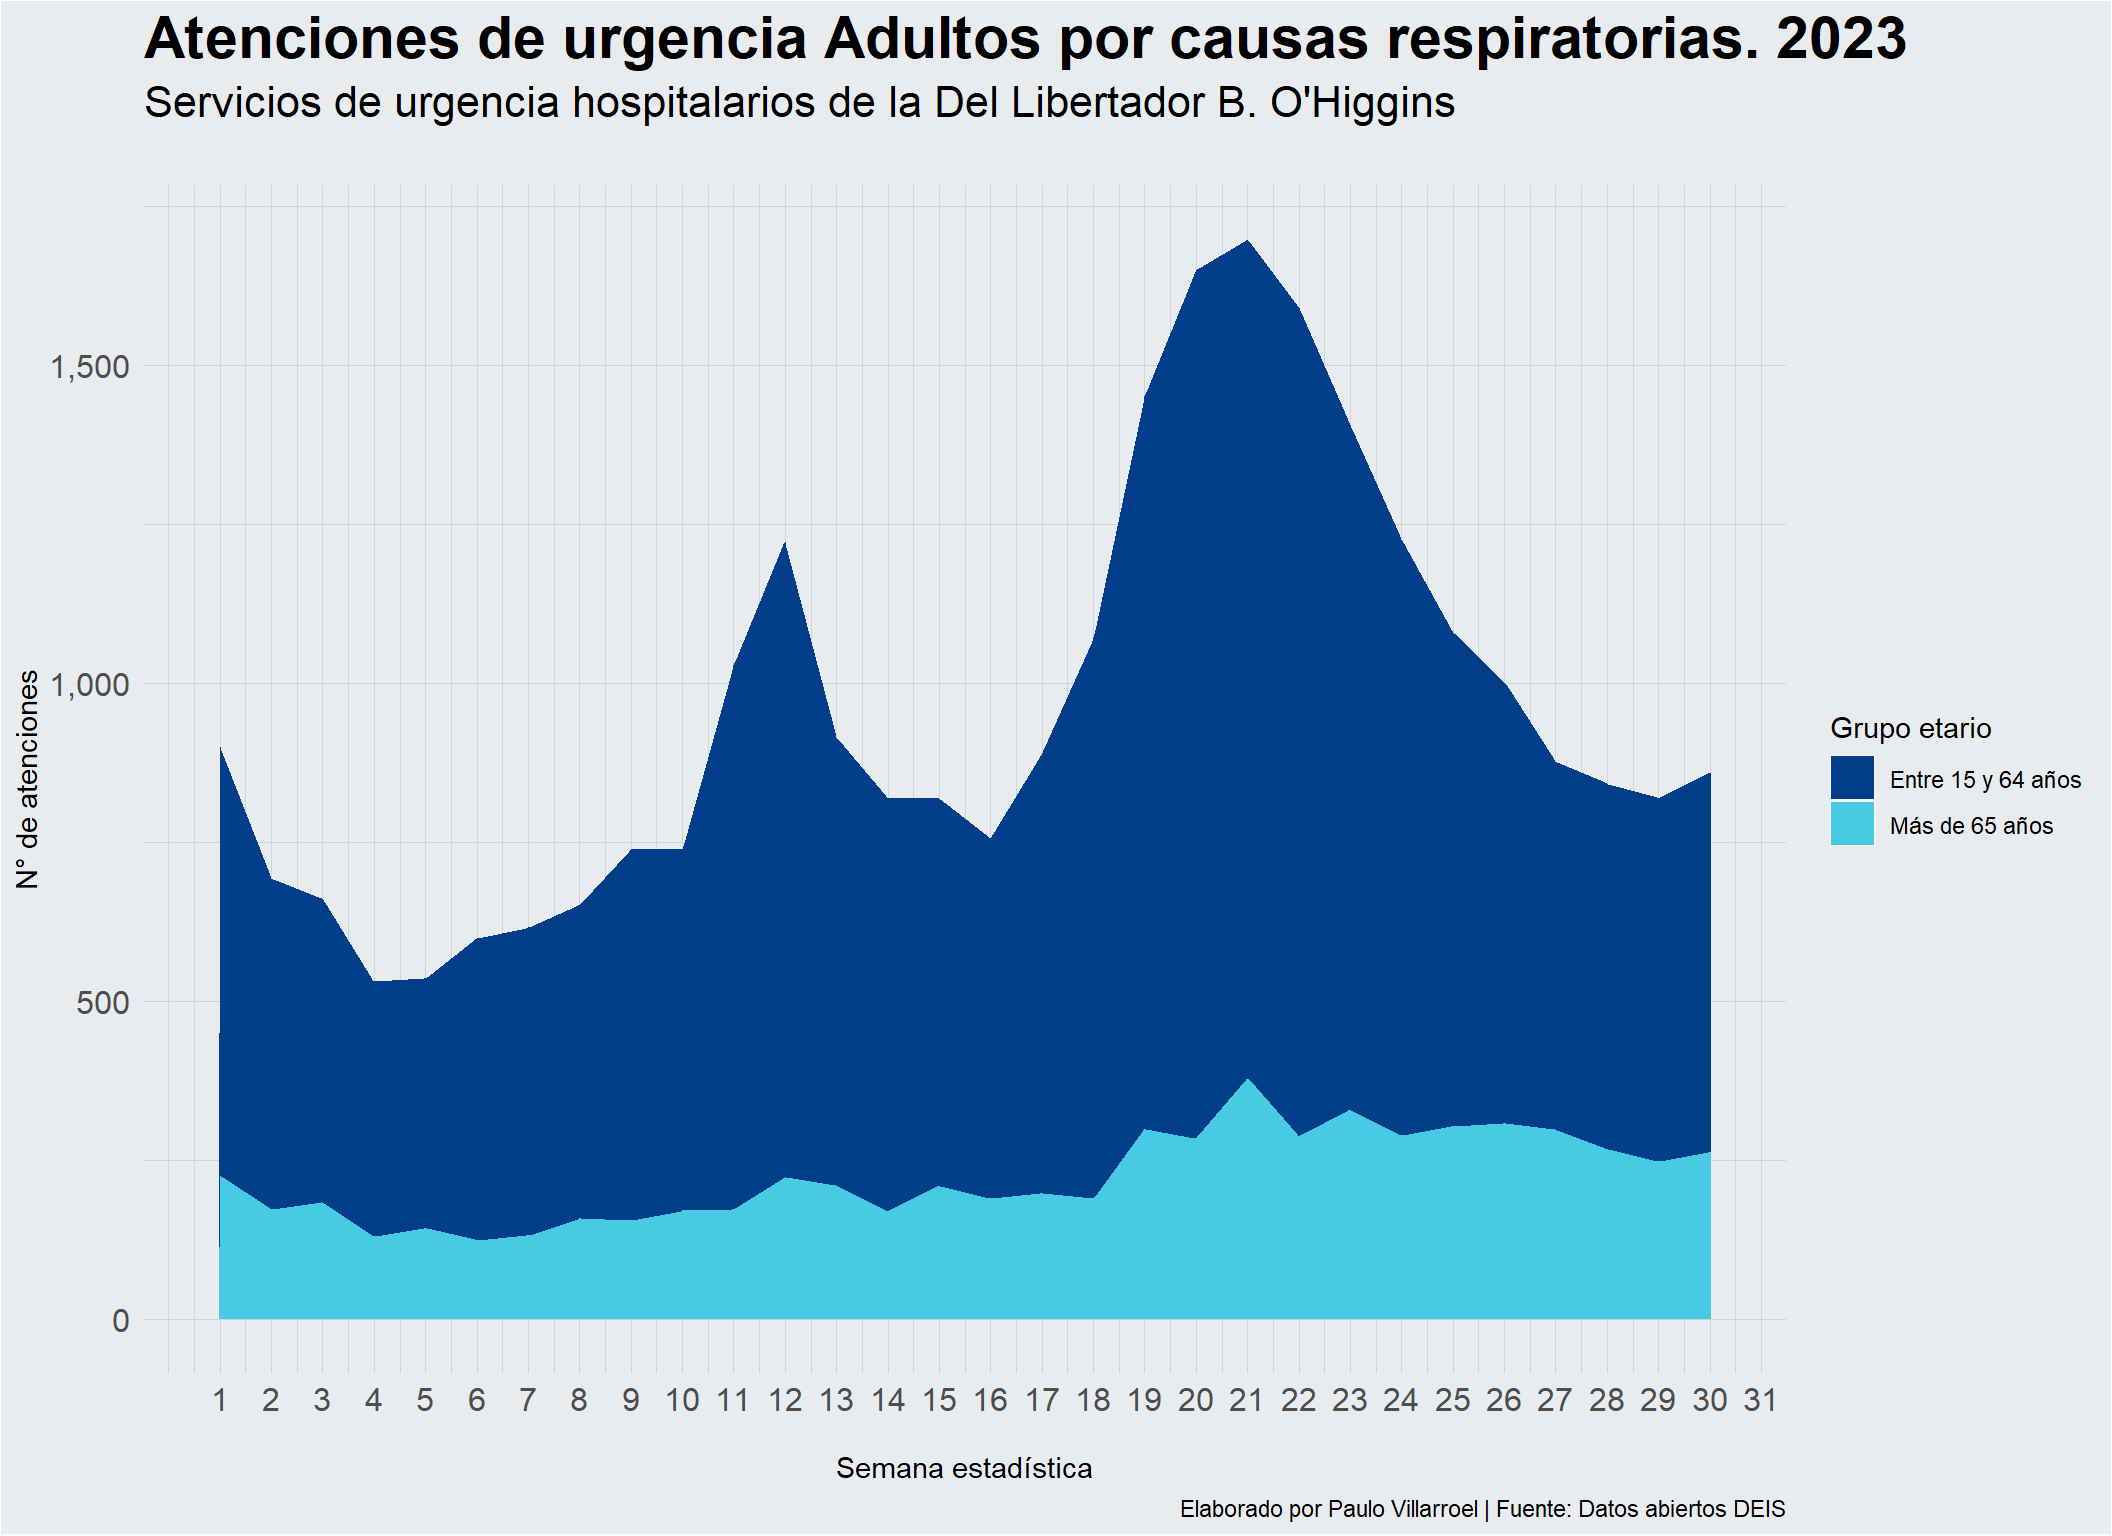 Atenciones de urgencia Adultos por causas respiratorias. 2023
Servicios de urgencia hospitalarios de la Del Libertador B. O'Higgins
1,500
1,000
500
0
N° de atenciones
1 2 3 4 5 6 7 8 9 10 11 12 13 14 15 16 17 18 19 20 21 22 23 24 25 26 27 28 29 30 31
Semana estadística
Grupo etario
Entre 15 y 64 años
Más de 65 años
Elaborado por Paulo Villarroel | Fuente: Datos abiertos DEIS